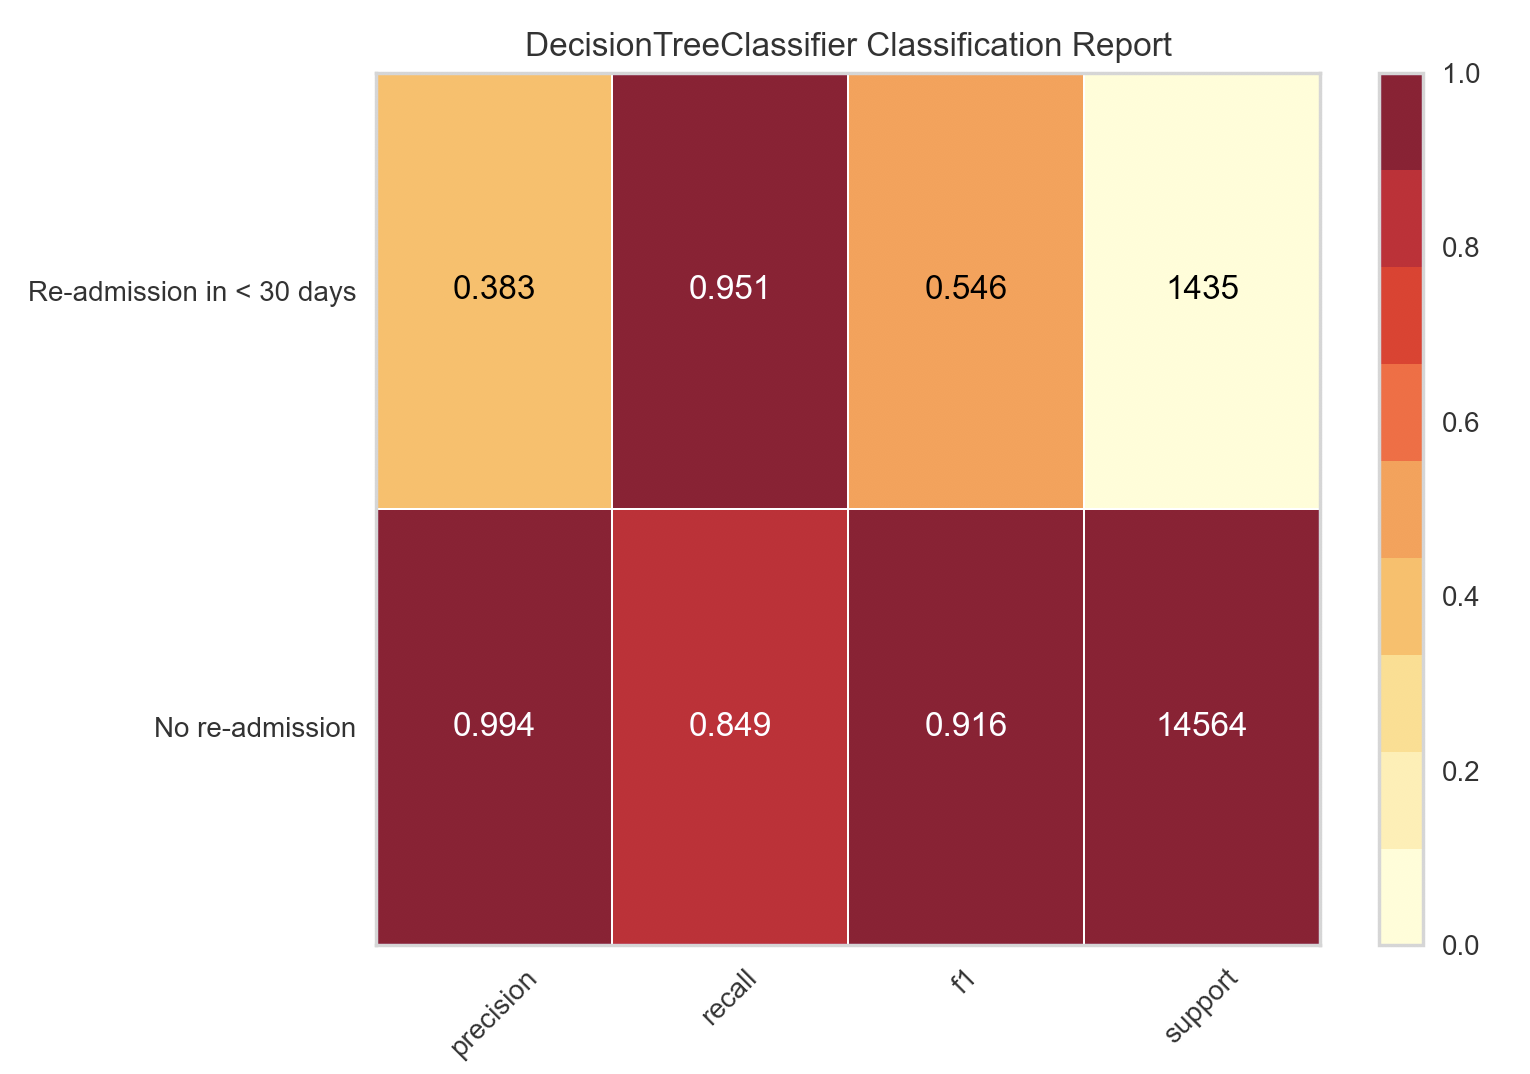 DecisionTreeClassifier Classification Report
Re-admission in < 30 days
0.383
0.951
0.546
1435
No re-admission
0.994
0.849
0.916
14564
precision
recall
f1
support
1.0
0.8
0.6
0.4
0.2
0.0